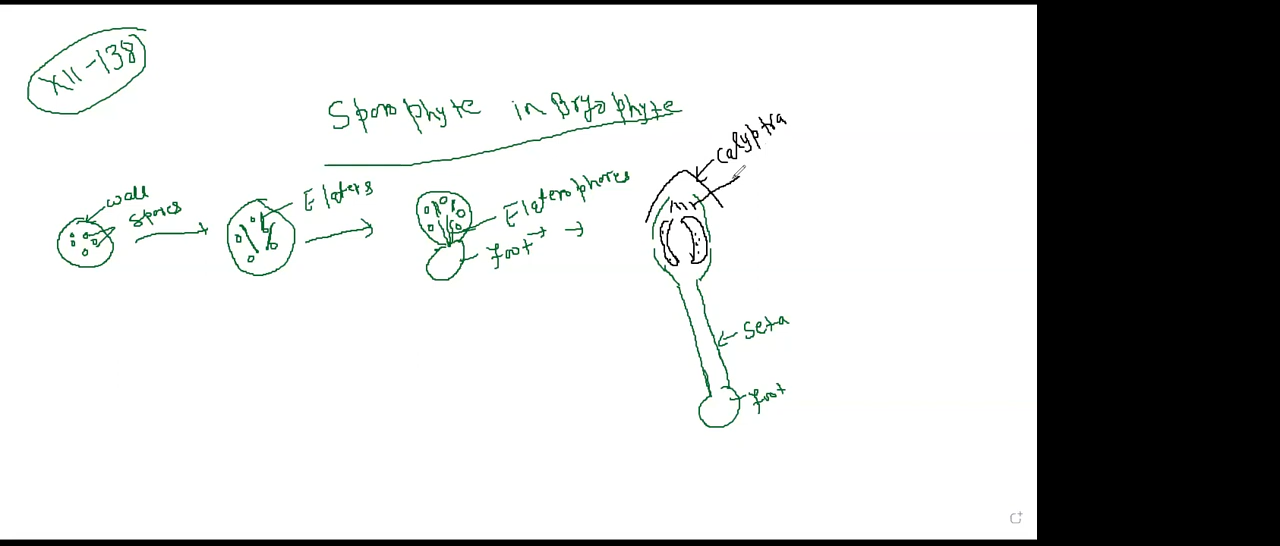 XII-138
Sporophyte in Bryophyte
wall
spores
Elaters
Elaterophores
foot
calyptra
seta
foot